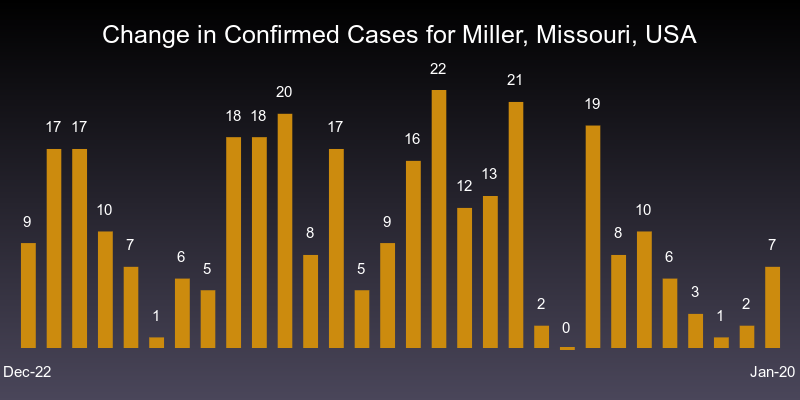 Change in Confirmed Cases for Miller, Missouri, USA
9 17 17 10 7 1 6 5 18 18 20 8 17 5 9 16 22 12 13 21 2 0 19 8 10 6 3 1 2 7
Dec-22 Jan-20